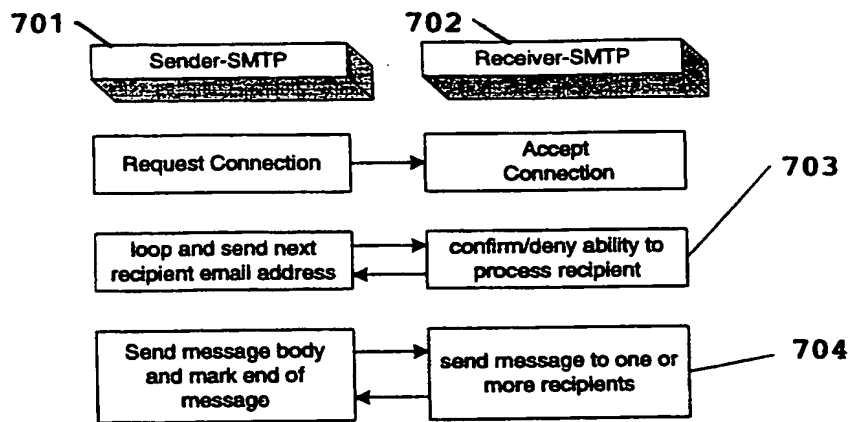 701
702
Sender-SMTP
Receiver-SMTP
Request Connection
Accept
Connection
703
loop and send next
recipient email address
confirm/deny ability to
process recipient
Send message body
and mark end of
message
send message to one or
more recipients
704